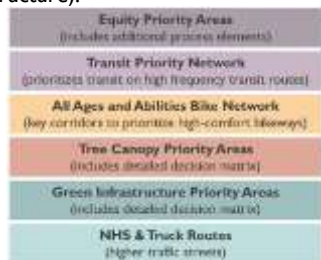 Equity Priority Areas
(includes additional process elements)
Transit Priority Network
(prioritizes transit on high frequency transit routes)
All Ages and Abilities Bike Network
(key corridors to prioritize high-comfort bikeways)
Tree Canopy Priority Areas
(includes detailed decision matrix)
Green Infrastructure Priority Areas
(includes detailed decision matrix)
NHS & Truck Routes
(higher traffic streets)